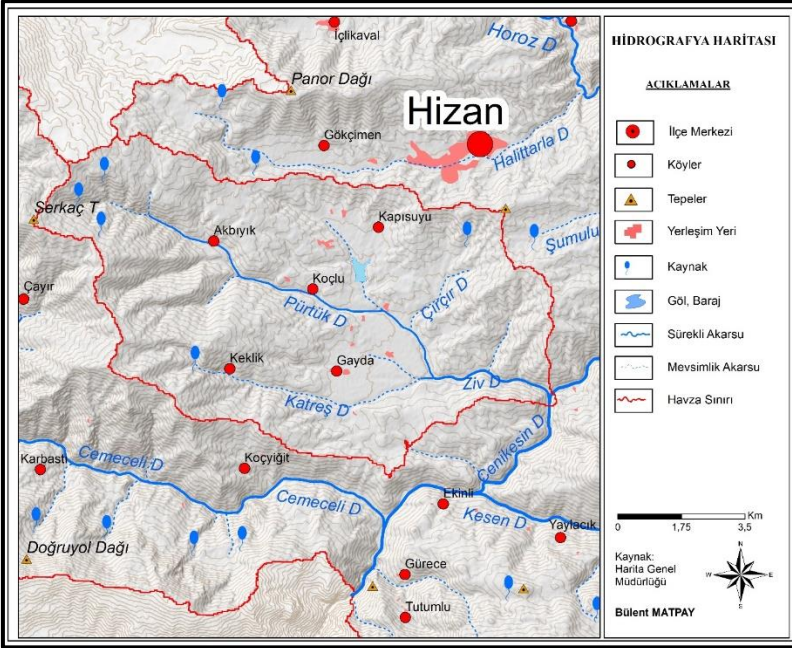 İçlikaval
Horoz D
Panor Dağı
Hizan
Gökçimen
Halittarla D
Şerkaç T
Akbıyık
Kapısuyu
Şumulu
Koçlu
Çayır
Pürtük D
Çırçır D
Keklik
Gayda
Ziv D
Katreş D
Karbastı
Cemeceli D
Koçyiğit
Cenikesin D
Cemeceli D
Ekinli
Kesen D
Yaylacık
Doğruyol Dağı
Gürece
Tutumlu
HİDROGRAFYA HARİTASI
ACIKLAMALAR
İlçe Merkezi
Köyler
Tepeler
Yerleşim Yeri
Kaynak
Göl, Baraj
Sürekli Akarsu
Mevsimlik Akarsu
Havza Sınırı
Km
0 1,75 3,5
Kaynak:
Harita Genel
Müdürlüğü
N
W E
S
Bülent MATPAY